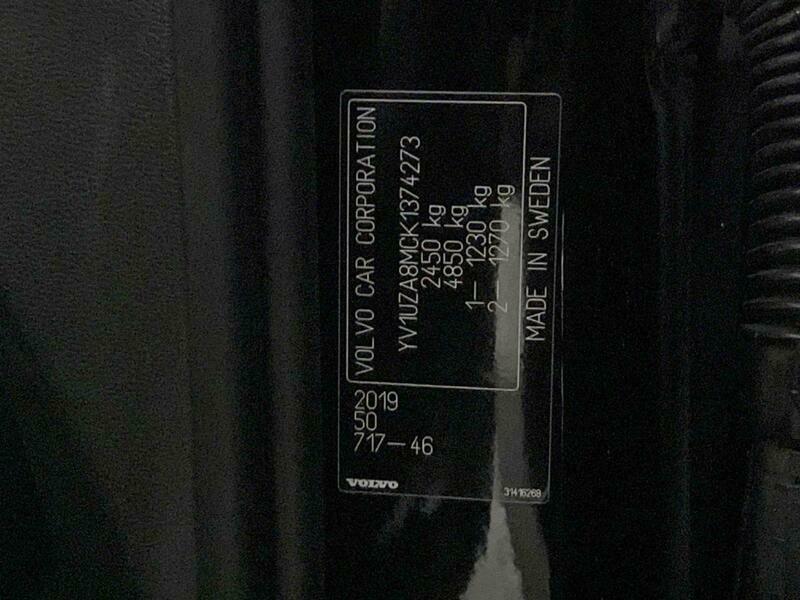 VOLVO CAR CORPORATION
YV1UZA8MCK1374273
2450 kg
4850 kg
1– 1230 kg
2– 1270 kg
MADE IN SWEDEN
2019
50
717–46
VOLVO
31416268